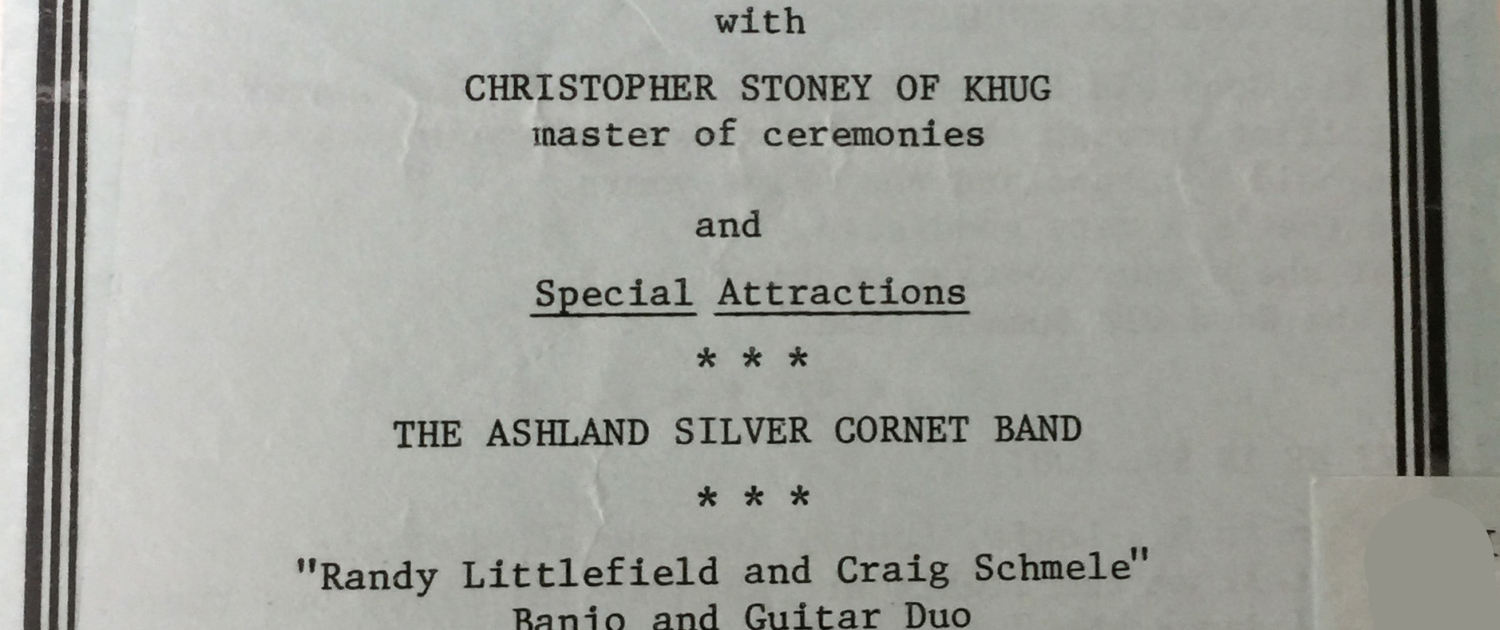 with
CHRISTOPHER STONEY OF KHUG
master of ceremonies
and
Special Attractions
* * *
THE ASHLAND SILVER CORNET BAND
* * *
"Randy Littlefield and Craig Schmele"
Banjo and Guitar Duo